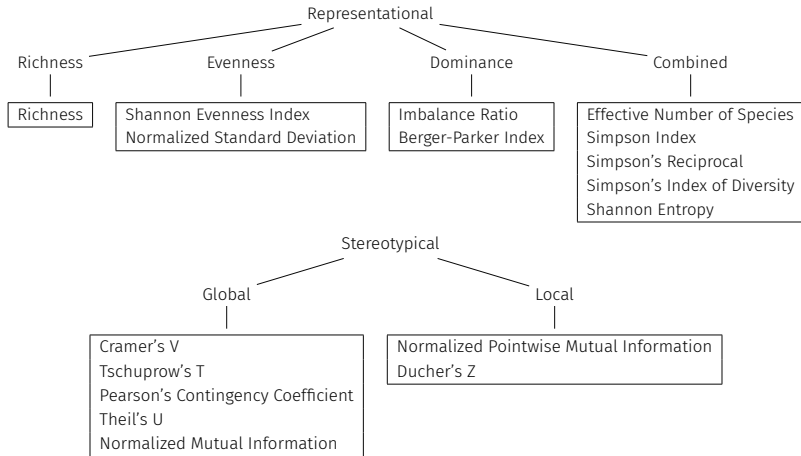 Representational
Richness Evenness Dominance Combined
Richness
Shannon Evenness Index
Normalized Standard Deviation
Imbalance Ratio
Berger-Parker Index
Effective Number of Species
Simpson Index
Simpson's Reciprocal
Simpson's Index of Diversity
Shannon Entropy
Stereotypical
Global Local
Cramer's V
Tschuprow's T
Pearson's Contingency Coefficient
Theil's U
Normalized Mutual Information
Normalized Pointwise Mutual Information
Ducher's Z